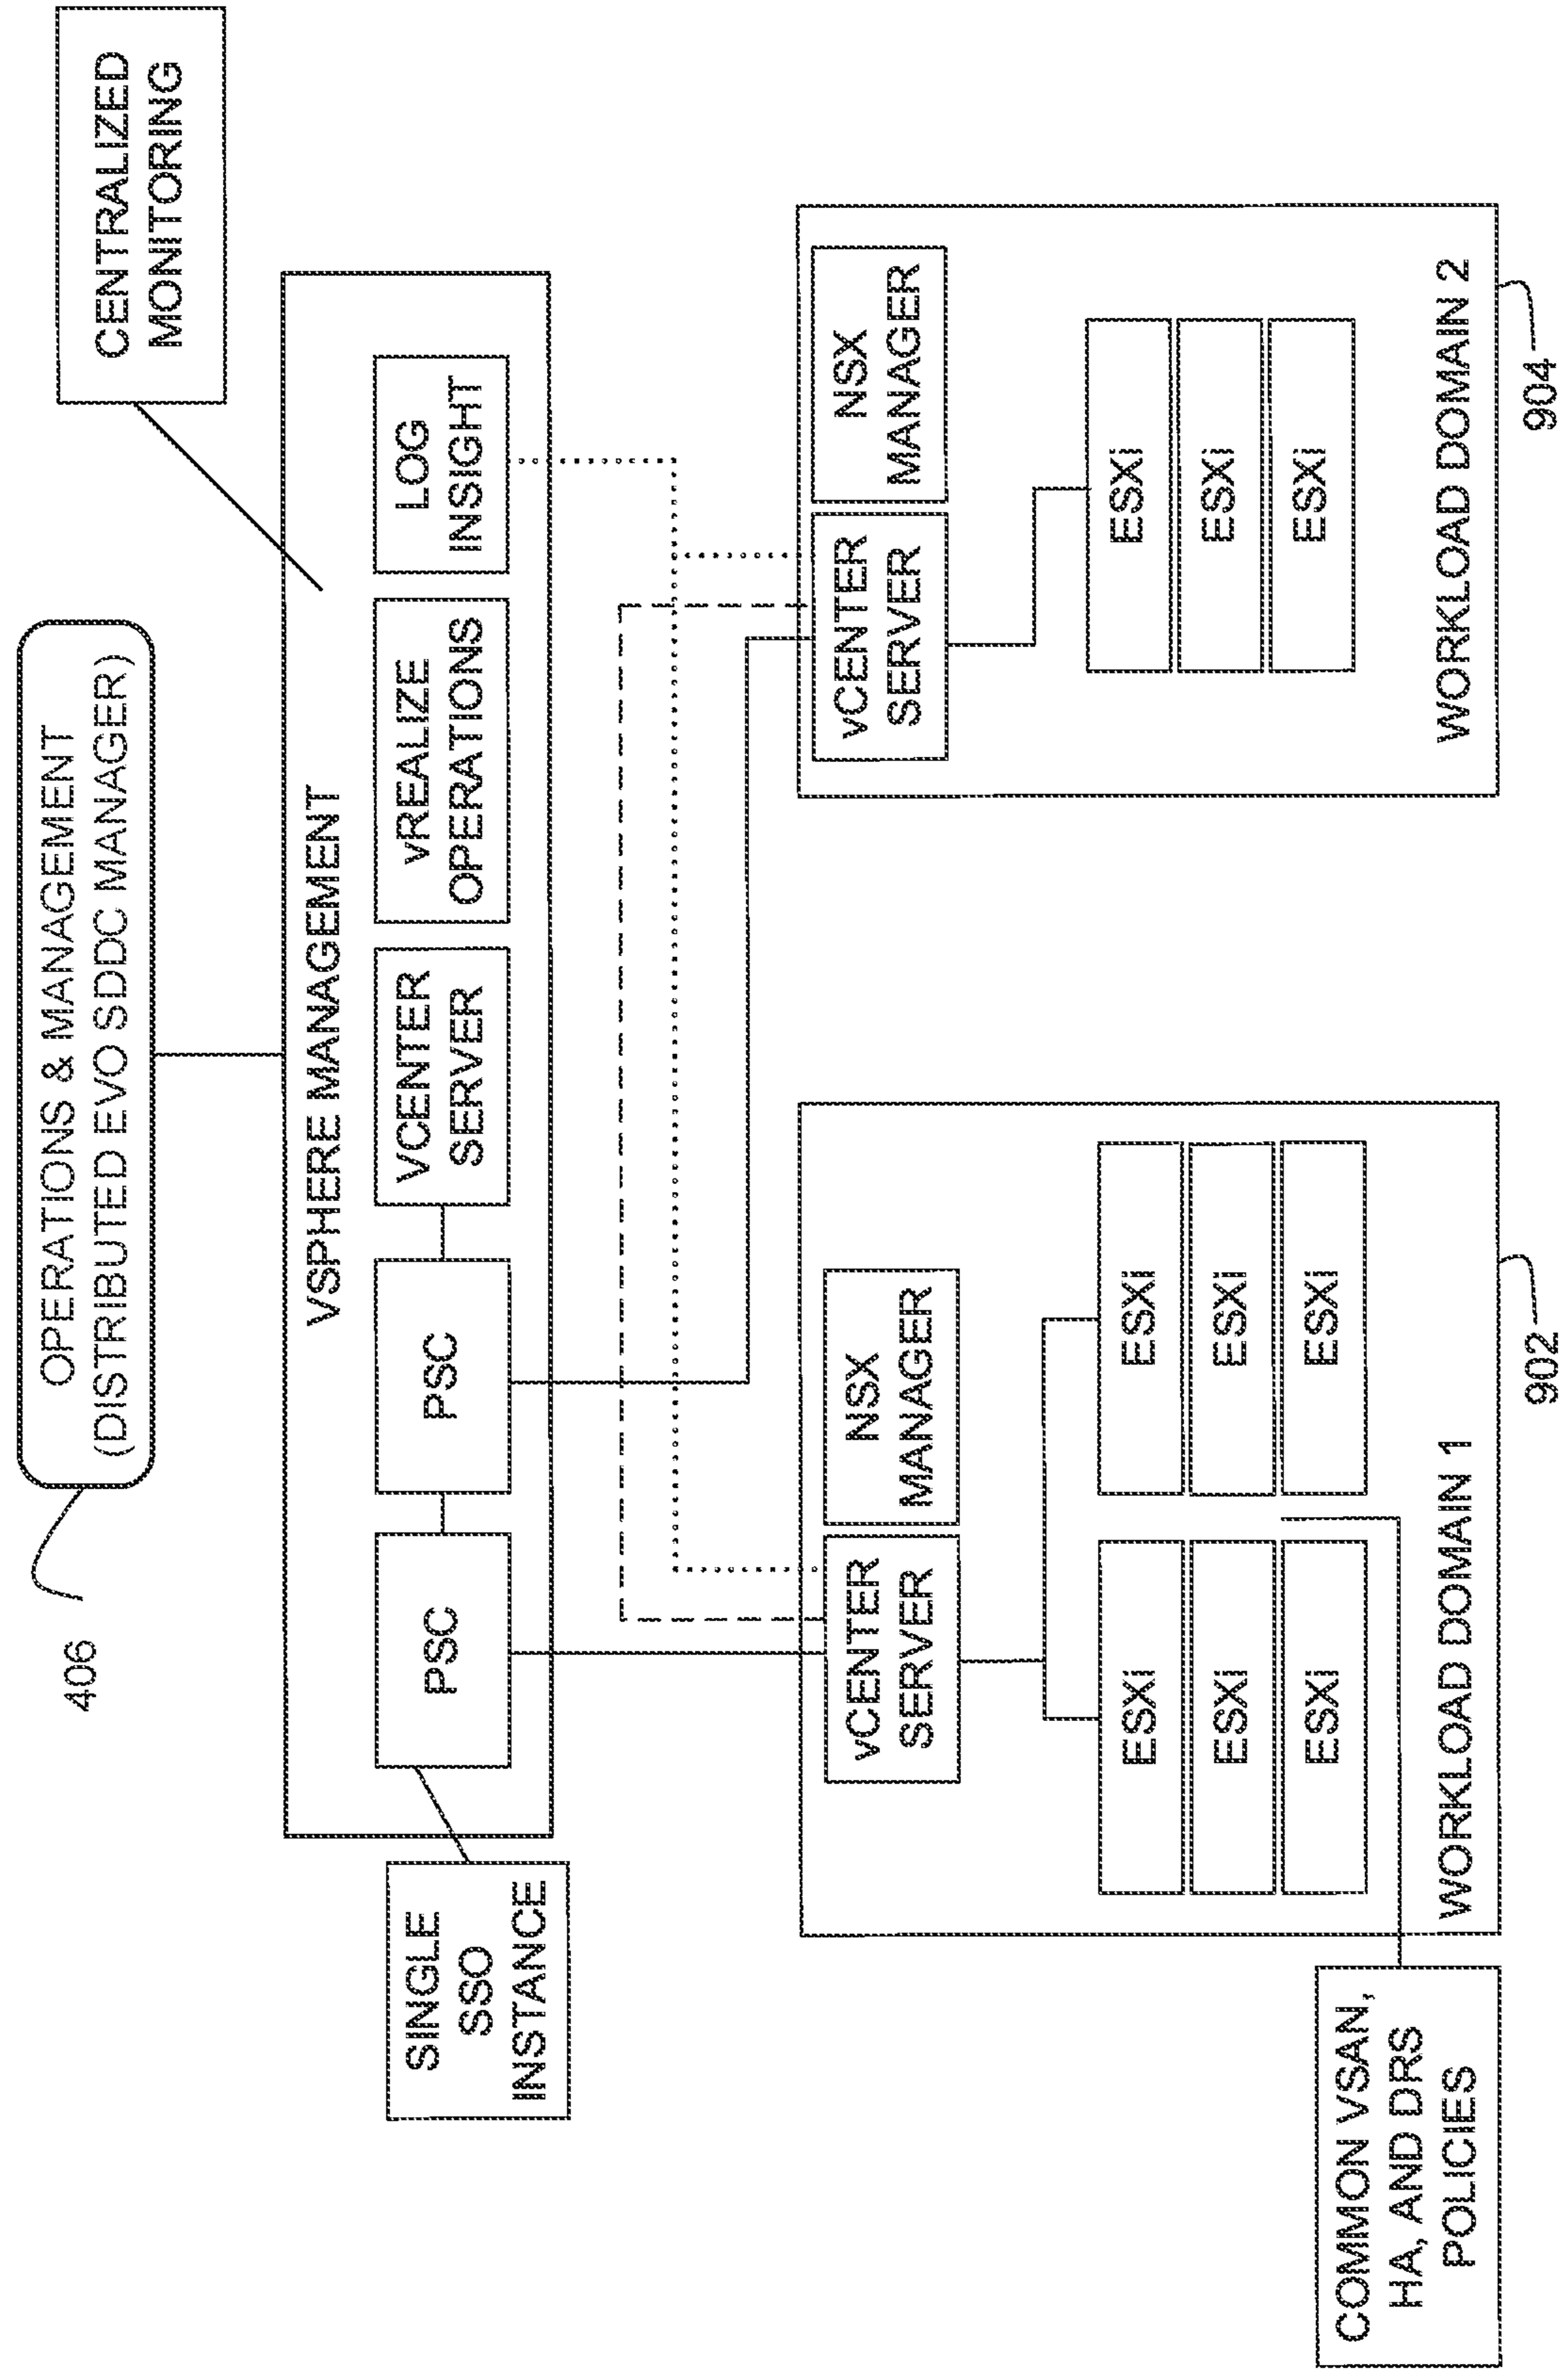 406
OPERATIONS & MANAGEMENT
(DISTRIBUTED EVO SDDC MANAGER)
CENTRALIZED
MONITORING
VSPHERE MANAGEMENT
SINGLE
SSO
INSTANCE
PSC
PSC
VCENTER
SERVER
vREALIZE
OPERATIONS
LOG
INSIGHT
vCENTER
SERVER
NSX
MANAGER
ESXi
ESXi
ESXi
ESXi
ESXi
ESXi
WORKLOAD DOMAIN 1
902
COMMON VSAN,
HA, AND DRS
POLICIES
vCENTER
SERVER
NSX
MANAGER
ESXi
ESXi
ESXi
WORKLOAD DOMAIN 2
904